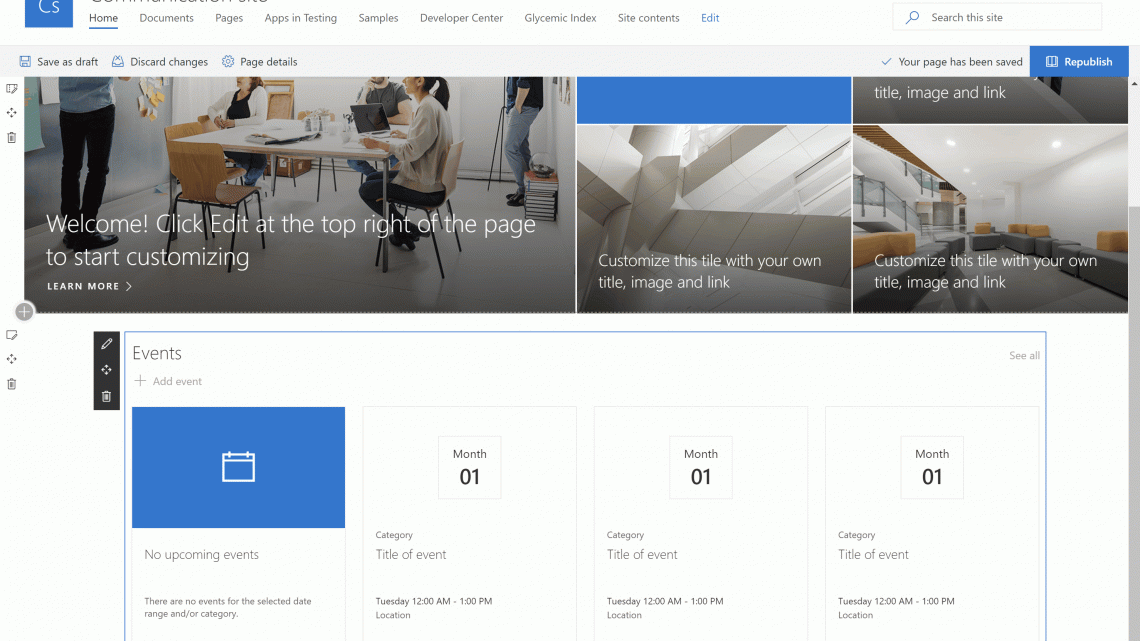 Cs
Communication site
Home Documents Pages Apps in Testing Samples Developer Center Glycemic Index Site contents Edit
Search this site
Save as draft Discard changes Page details
Your page has been saved Republish
title, image and link
Welcome! Click Edit at the top right of the page
to start customizing
LEARN MORE
Customize this tile with your own
title, image and link
Customize this tile with your own
title, image and link
Events
See all
Add event
No upcoming events
There are no events for the selected date
range and/or category.
Month
01
Category
Title of event
Tuesday 12:00 AM - 1:00 PM
Location
Month
01
Category
Title of event
Tuesday 12:00 AM - 1:00 PM
Location
Month
01
Category
Title of event
Tuesday 12:00 AM - 1:00 PM
Location